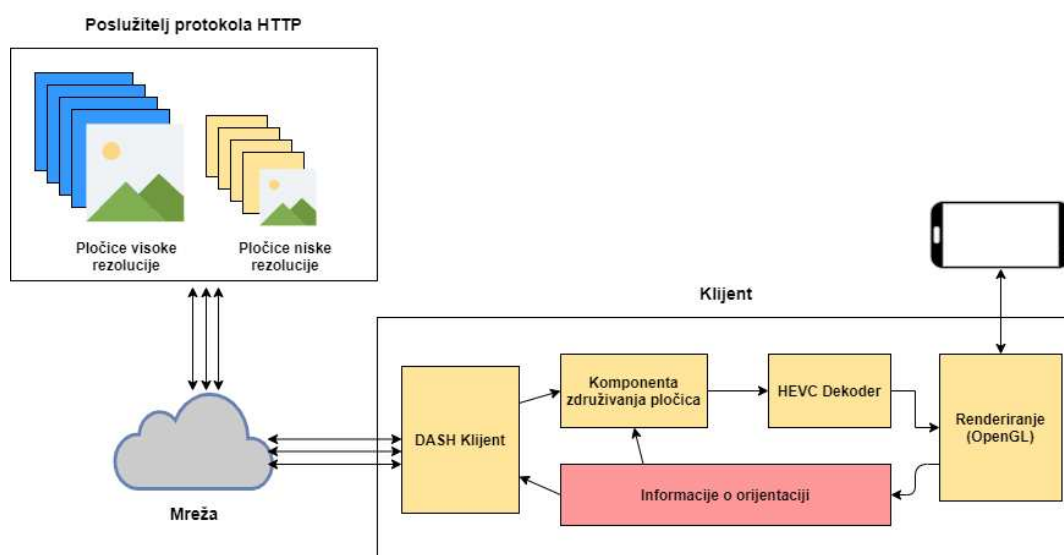 Poslužitelj protokola HTTP
Pločice visoke
rezolucije
Pločice niske
rezolucije
Klijent
Komponenta
združivanja pločica
HEVC Dekoder
Renderiranje
(OpenGL)
DASH Klijent
Informacije o orijentaciji
Mreža